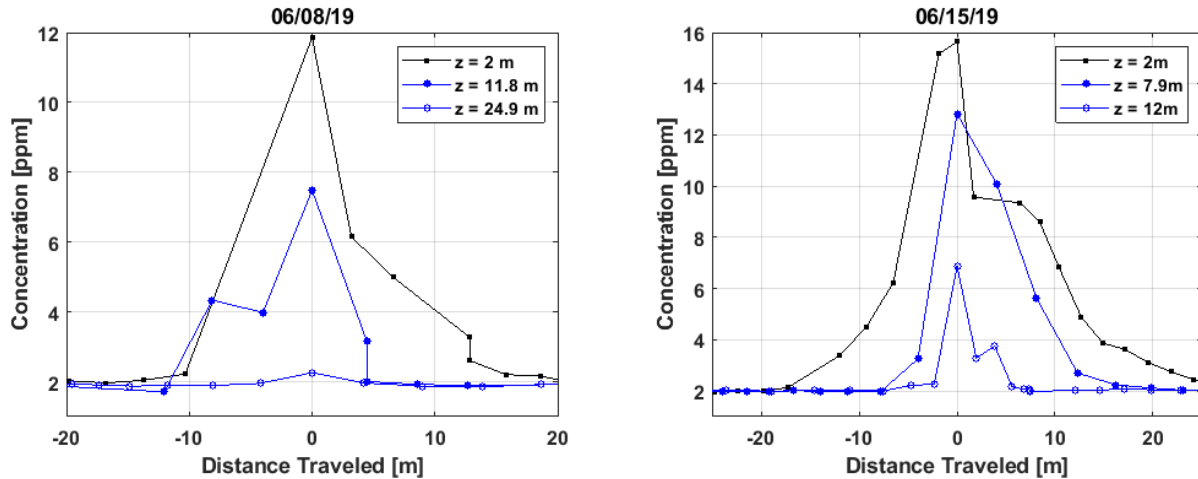 06/08/19
12
10
8
6
4
2
-20
-10
0
10
20
Concentration [ppm]
Distance Traveled [m]
z = 2 m
z = 11.8 m
z = 24.9 m
06/15/19
16
14
12
10
8
6
4
2
-20
-10
0
10
20
Concentration [ppm]
Distance Traveled [m]
z = 2m
z = 7.9m
z = 12m